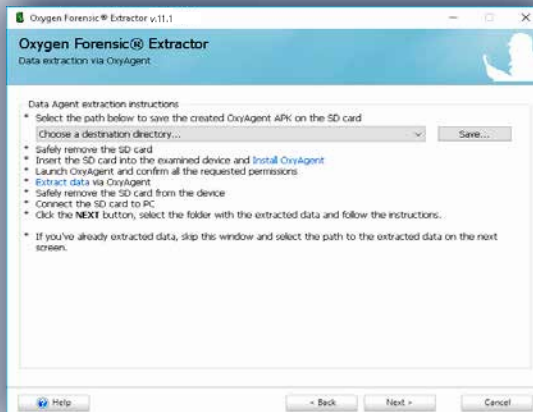 Oxygen Forensic® Extractor v.11.1
Oxygen Forensic® Extractor
Data extraction via OxyAgent
Data Agent extraction instructions
* Select the path below to save the created OxyAgent APK on the SD card
Choose a destination directory...
Save...
* Safely remove the SD card
* Insert the SD card into the examined device and Install OxyAgent
* Launch OxyAgent and confirm all the requested permissions
* Extract data via OxyAgent
* Safely remove the SD card from the device
* Connect the SD card to PC
* Click the NEXT button, select the folder with the extracted data and follow the instructions.
* If you've already extracted data, skip this window and select the path to the extracted data on the next
screen.
Help
< Back
Next >
Cancel